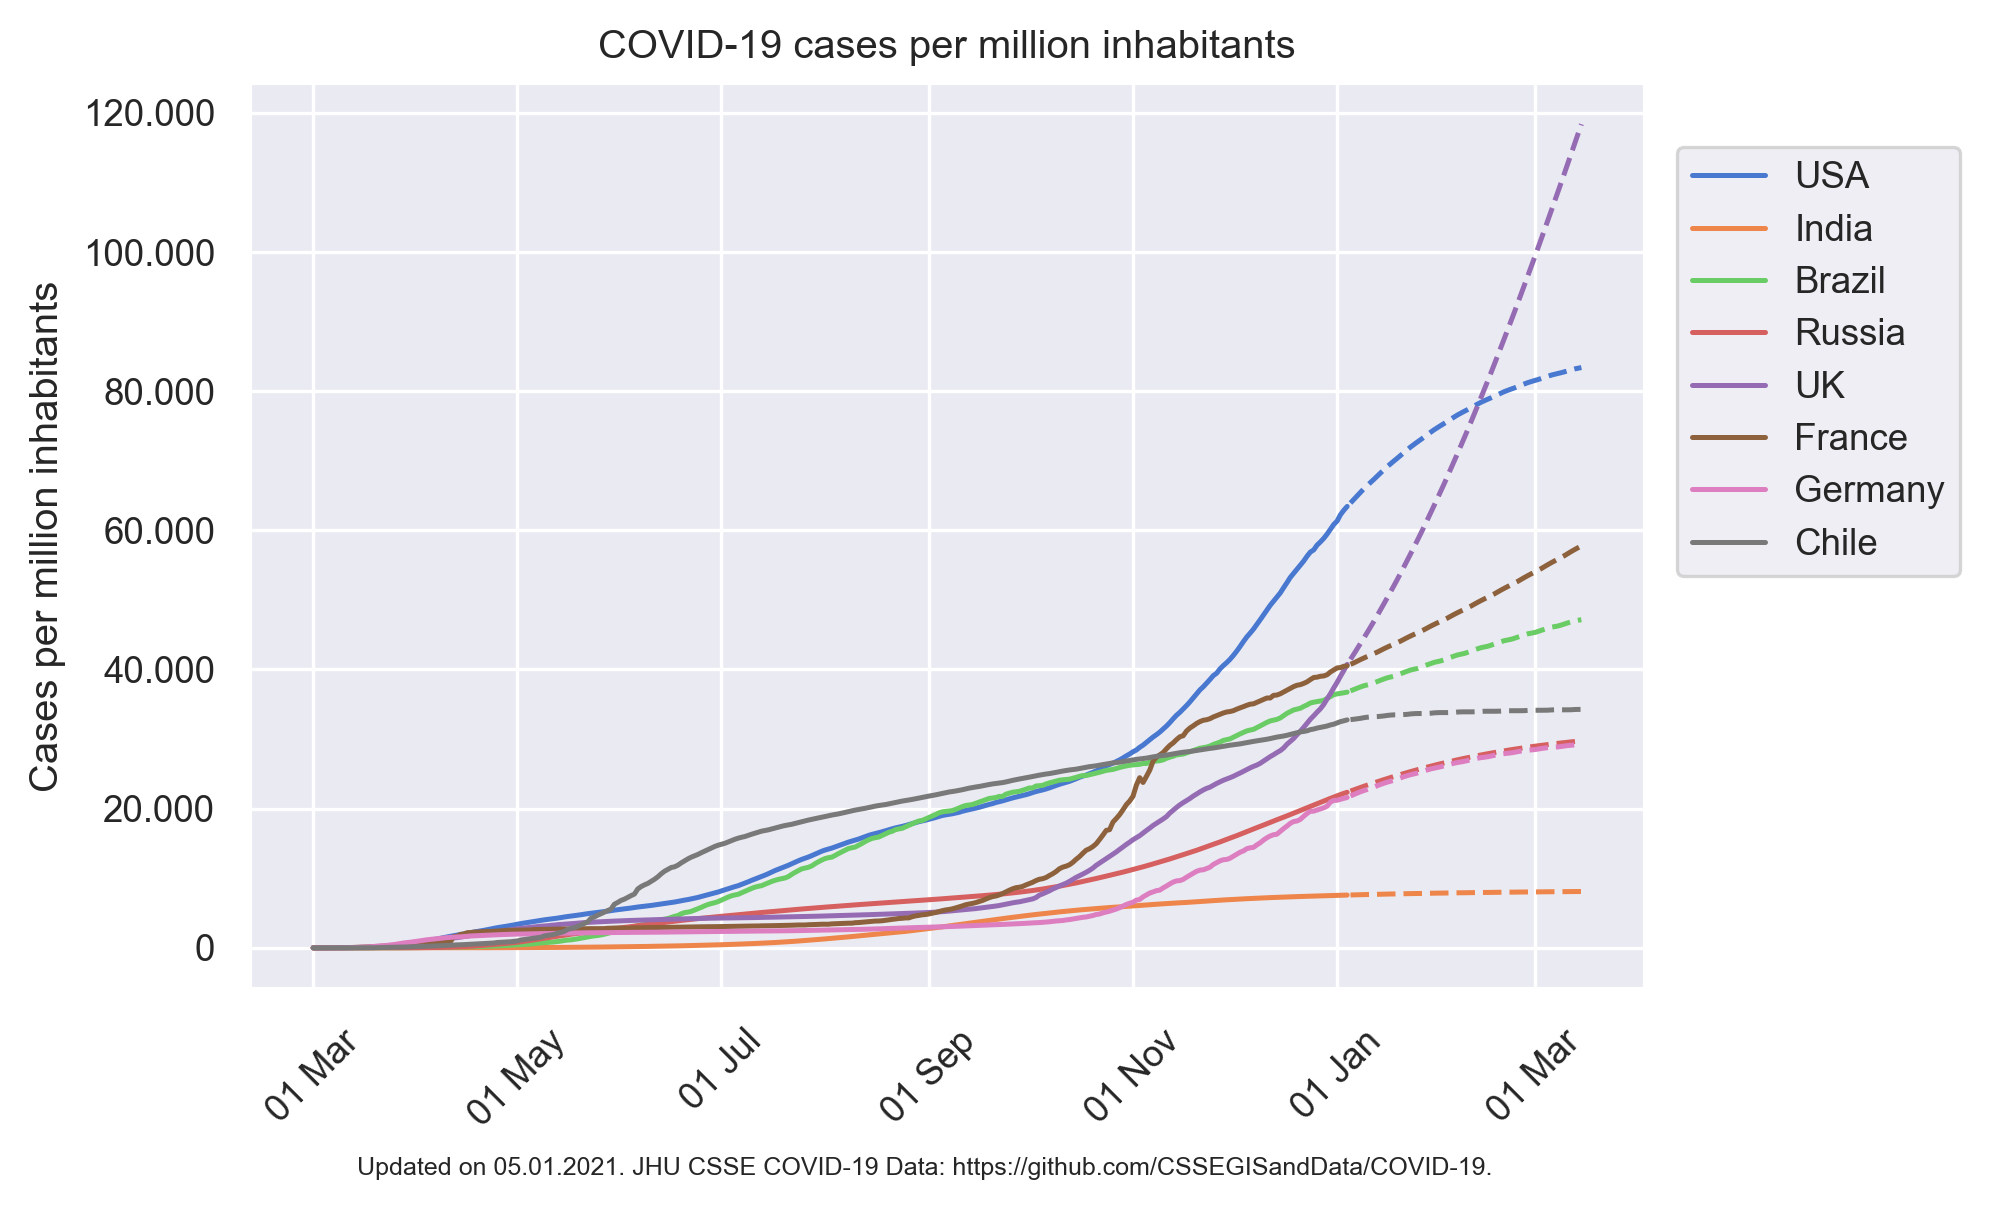 COVID-19 cases per million inhabitants
120.000
100.000
80.000
60.000
40.000
20.000
0
Cases per million inhabitants
01 Mar
01 May
01 Jul
01 Sep
01 Nov
01 Jan
01 Mar
USA
India
Brazil
Russia
UK
France
Germany
Chile
Updated on 05.01.2021. JHU CSSE COVID-19 Data: https://github.com/CSSEGISandData/COVID-19.